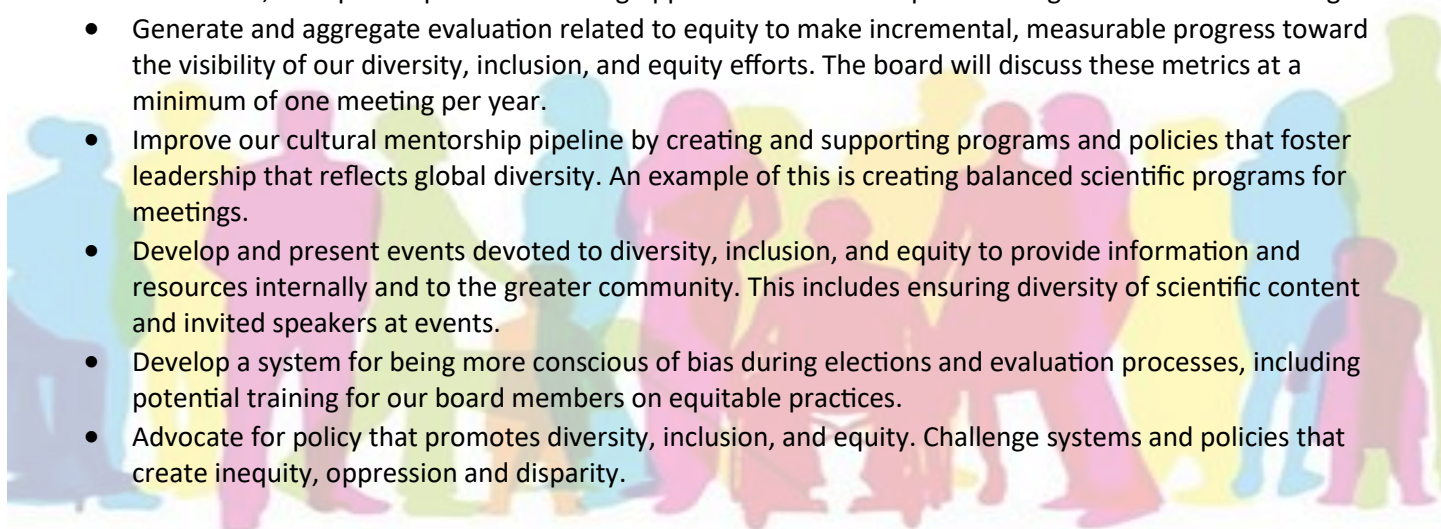 • Generate and aggregate evaluation related to equity to make incremental, measurable progress toward
the visibility of our diversity, inclusion, and equity efforts. The board will discuss these metrics at a
minimum of one meeting per year.
• Improve our cultural mentorship pipeline by creating and supporting programs and policies that foster
leadership that reflects global diversity. An example of this is creating balanced scientific programs for
meetings.
• Develop and present events devoted to diversity, inclusion, and equity to provide information and
resources internally and to the greater community. This includes ensuring diversity of scientific content
and invited speakers at events.
• Develop a system for being more conscious of bias during elections and evaluation processes, including
potential training for our board members on equitable practices.
• Advocate for policy that promotes diversity, inclusion, and equity. Challenge systems and policies that
create inequity, oppression and disparity.